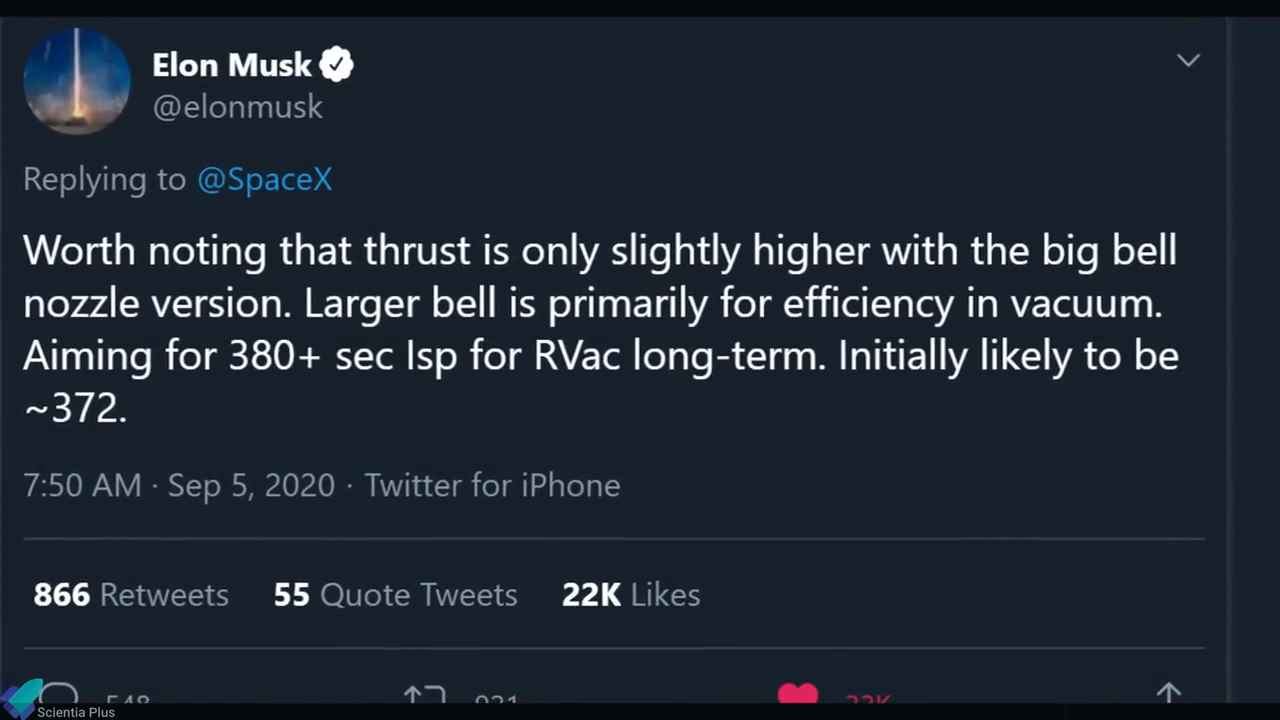 Elon Musk
@elonmusk
Replying to @SpaceX
Worth noting that thrust is only slightly higher with the big bell
nozzle version. Larger bell is primarily for efficiency in vacuum.
Aiming for 380+ sec Isp for RVac long-term. Initially likely to be
~372.
7:50 AM · Sep 5, 2020 · Twitter for iPhone
866 Retweets 55 Quote Tweets 22K Likes
548 931 22K
Scientia Plus